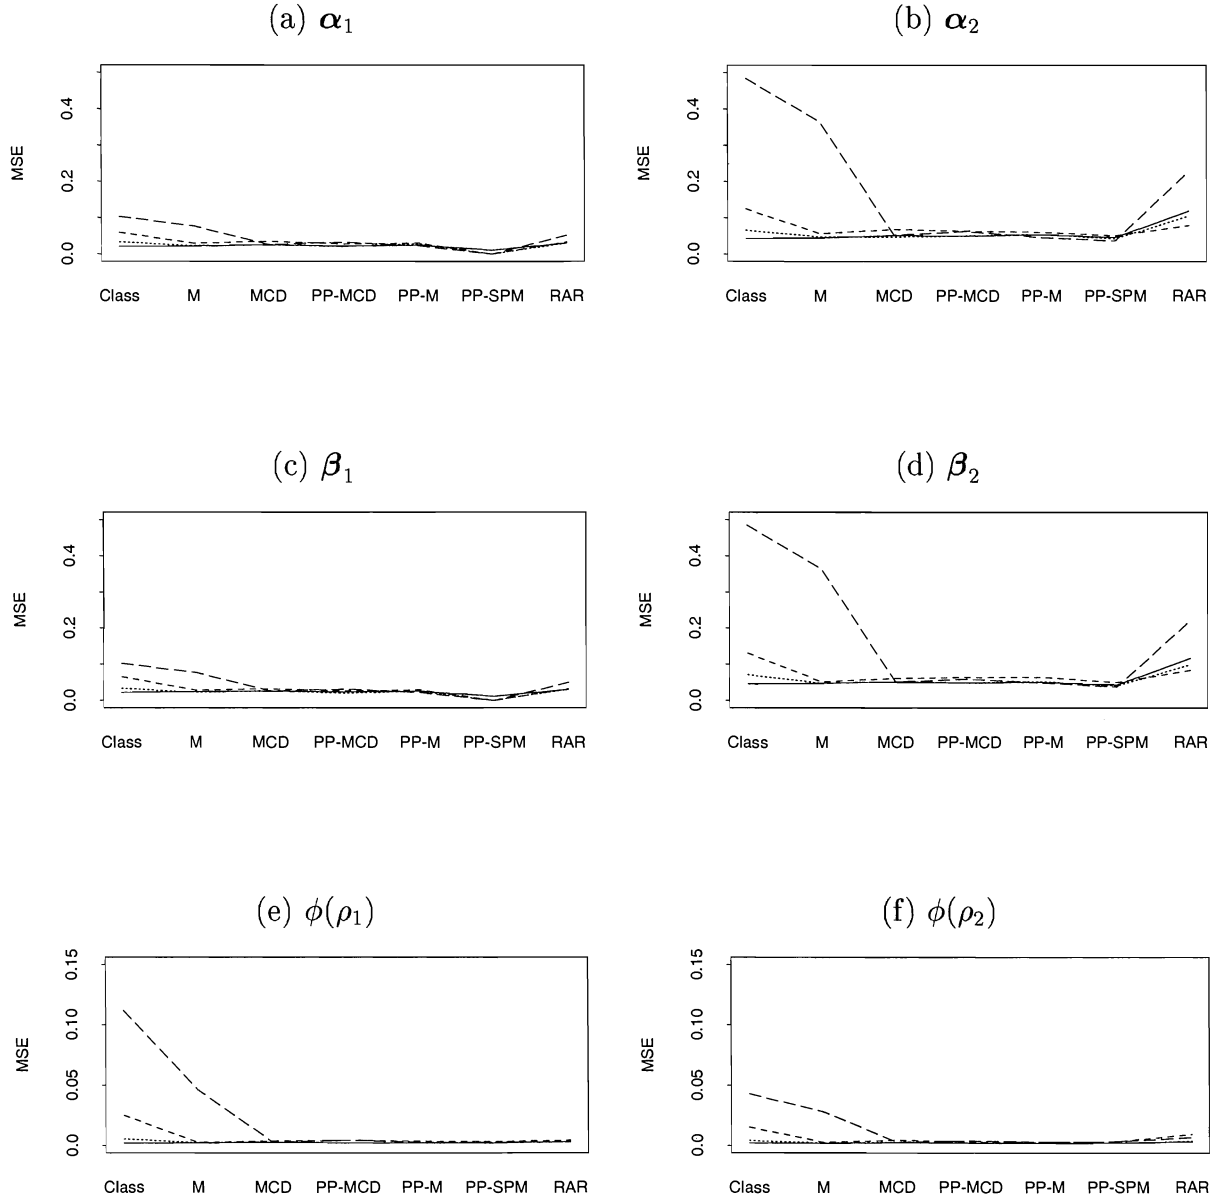 (a) α₁
(b) α₂
MSE
0.4
0.2
0.0
Class M MCD PP-MCD PP-M PP-SPM RAR
MSE
0.4
0.2
0.0
Class M MCD PP-MCD PP-M PP-SPM RAR
(c) β₁
(d) β₂
MSE
0.4
0.2
0.0
Class M MCD PP-MCD PP-M PP-SPM RAR
MSE
0.4
0.2
0.0
Class M MCD PP-MCD PP-M PP-SPM RAR
(e) ϕ(ρ₁)
(f) ϕ(ρ₂)
MSE
0.15
0.10
0.05
0.0
Class M MCD PP-MCD PP-M PP-SPM RAR
MSE
0.15
0.10
0.05
0.0
Class M MCD PP-MCD PP-M PP-SPM RAR